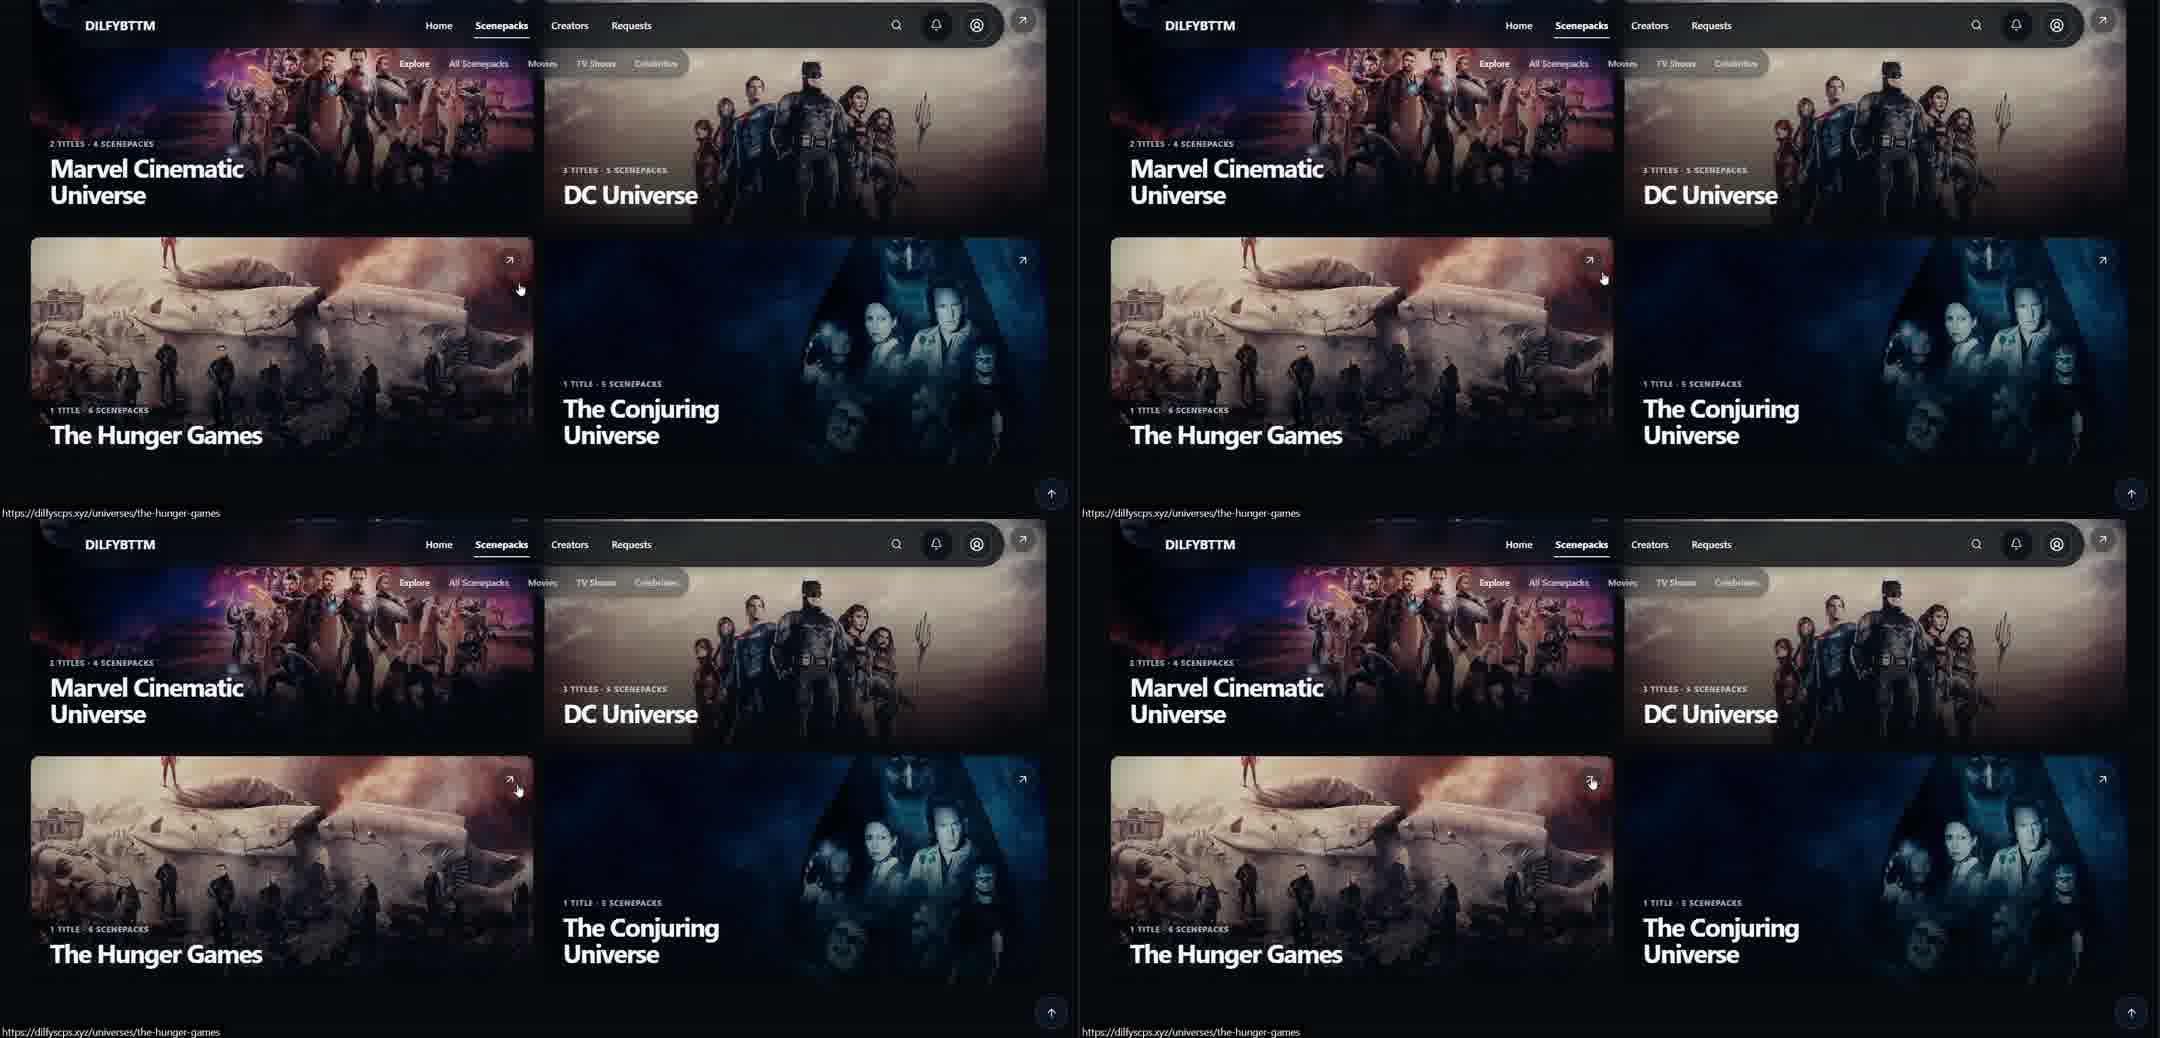 DILFYBTTM Home Scenepacks Creators Requests
Explore All Scenepacks Movies TV Shows Celebrities
2 TITLES · 4 SCENEPACKS
Marvel Cinematic
Universe
3 TITLES · 5 SCENEPACKS
DC Universe
1 TITLE · 6 SCENEPACKS
The Hunger Games
1 TITLE · 5 SCENEPACKS
The Conjuring
Universe
https://dilfyscps.xyz/universes/the-hunger-games
DILFYBTTM Home Scenepacks Creators Requests
Explore All Scenepacks Movies TV Shows Celebrities
2 TITLES · 4 SCENEPACKS
Marvel Cinematic
Universe
3 TITLES · 5 SCENEPACKS
DC Universe
1 TITLE · 6 SCENEPACKS
The Hunger Games
1 TITLE · 5 SCENEPACKS
The Conjuring
Universe
https://dilfyscps.xyz/universes/the-hunger-games
DILFYBTTM Home Scenepacks Creators Requests
Explore All Scenepacks Movies TV Shows Celebrities
2 TITLES · 4 SCENEPACKS
Marvel Cinematic
Universe
3 TITLES · 5 SCENEPACKS
DC Universe
1 TITLE · 6 SCENEPACKS
The Hunger Games
1 TITLE · 5 SCENEPACKS
The Conjuring
Universe
https://dilfyscps.xyz/universes/the-hunger-games
DILFYBTTM Home Scenepacks Creators Requests
Explore All Scenepacks Movies TV Shows Celebrities
2 TITLES · 4 SCENEPACKS
Marvel Cinematic
Universe
3 TITLES · 5 SCENEPACKS
DC Universe
1 TITLE · 6 SCENEPACKS
The Hunger Games
1 TITLE · 5 SCENEPACKS
The Conjuring
Universe
https://dilfyscps.xyz/universes/the-hunger-games